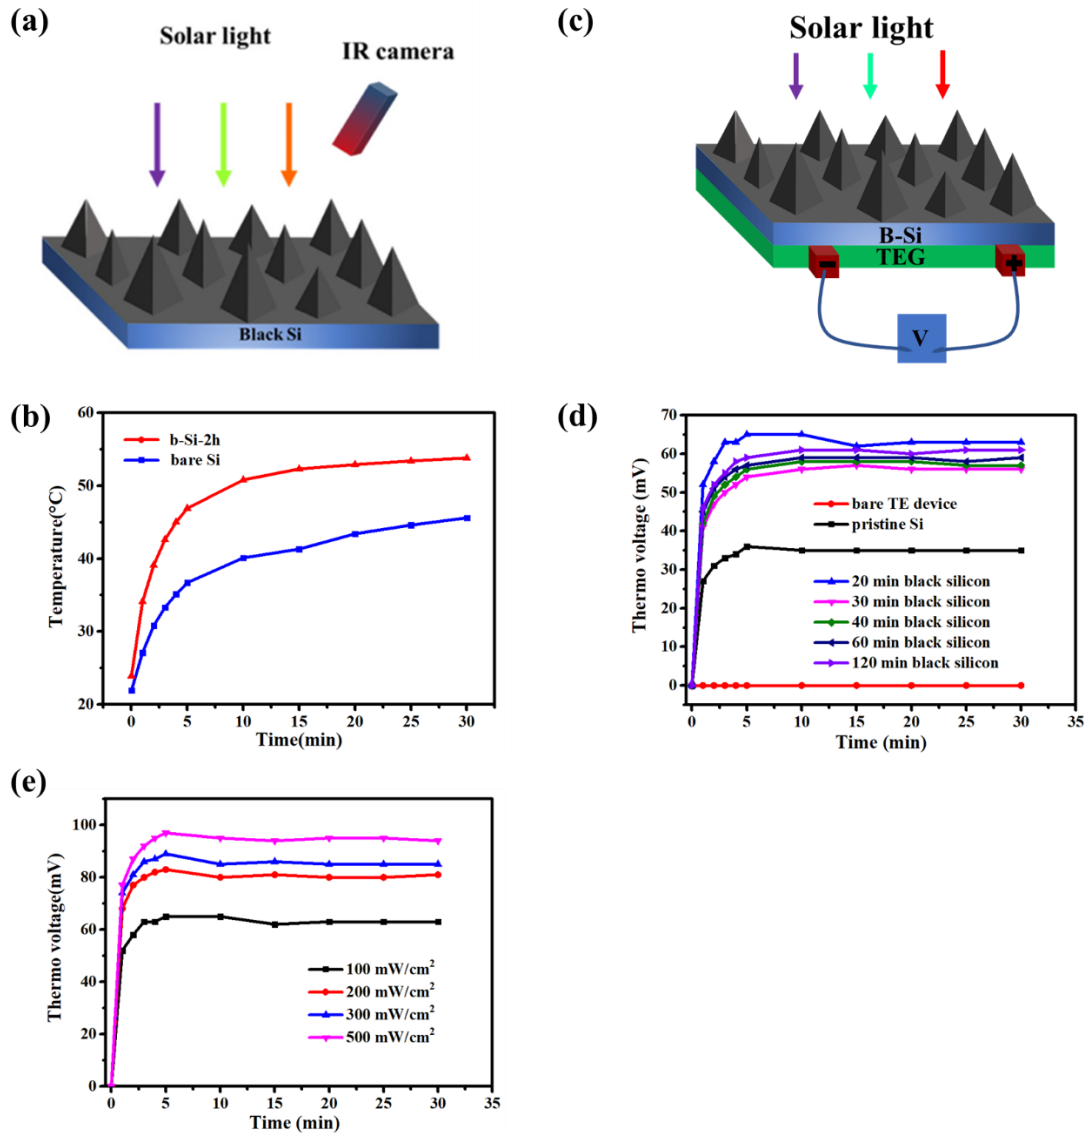 (a)
Solar light
IR camera
Black Si
(c)
Solar light
B-Si
TEG
-
+
V
(b)
60
50
40
30
20
Temperature(°C)
b-Si-2h
bare Si
0
5
10
15
20
25
30
Time(min)
(d)
70
60
50
40
30
20
10
0
Thermo voltage (mV)
bare TE device
pristine Si
20 min black silicon
30 min black silicon
40 min black silicon
60 min black silicon
120 min black silicon
0
5
10
15
20
25
30
35
Time (min)
(e)
100
80
60
40
20
0
Thermo voltage(mV)
100 mW/cm²
200 mW/cm²
300 mW/cm²
500 mW/cm²
0
5
10
15
20
25
30
35
Time (min)